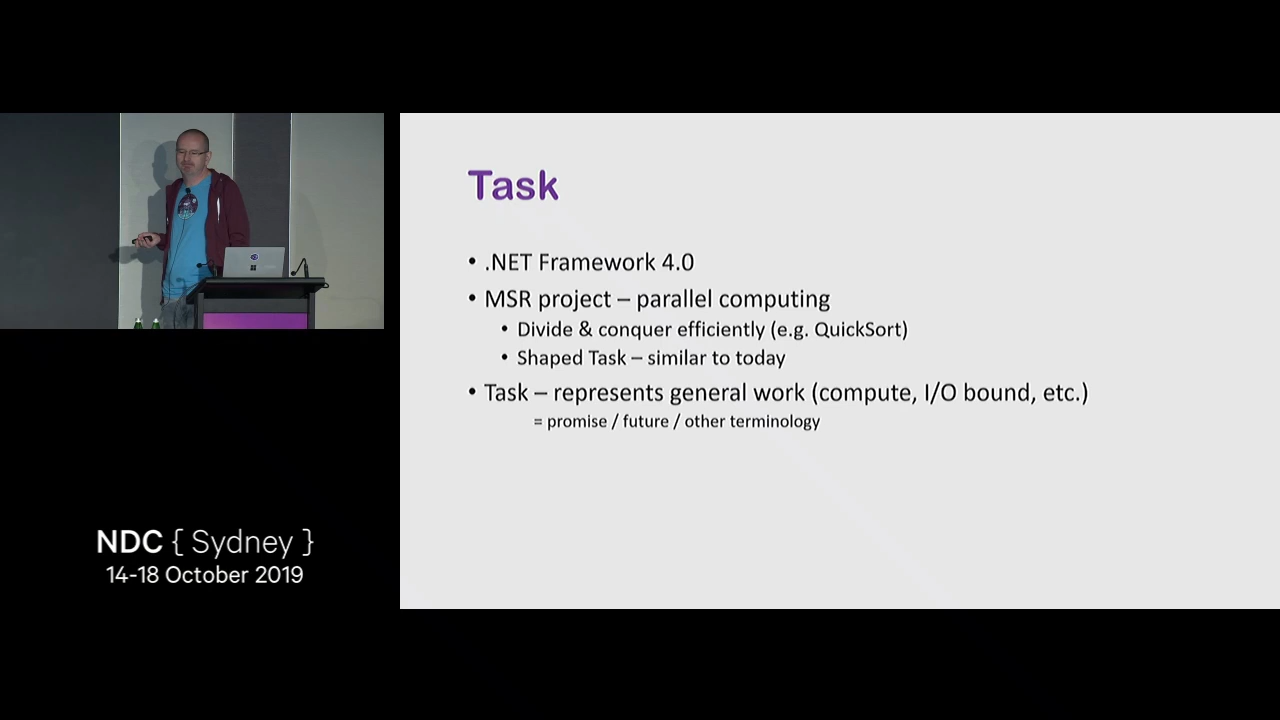 Task
• .NET Framework 4.0
• MSR project – parallel computing
• Divide & conquer efficiently (e.g. QuickSort)
• Shaped Task – similar to today
• Task – represents general work (compute, I/O bound, etc.)
= promise / future / other terminology
NDC { Sydney }
14-18 October 2019